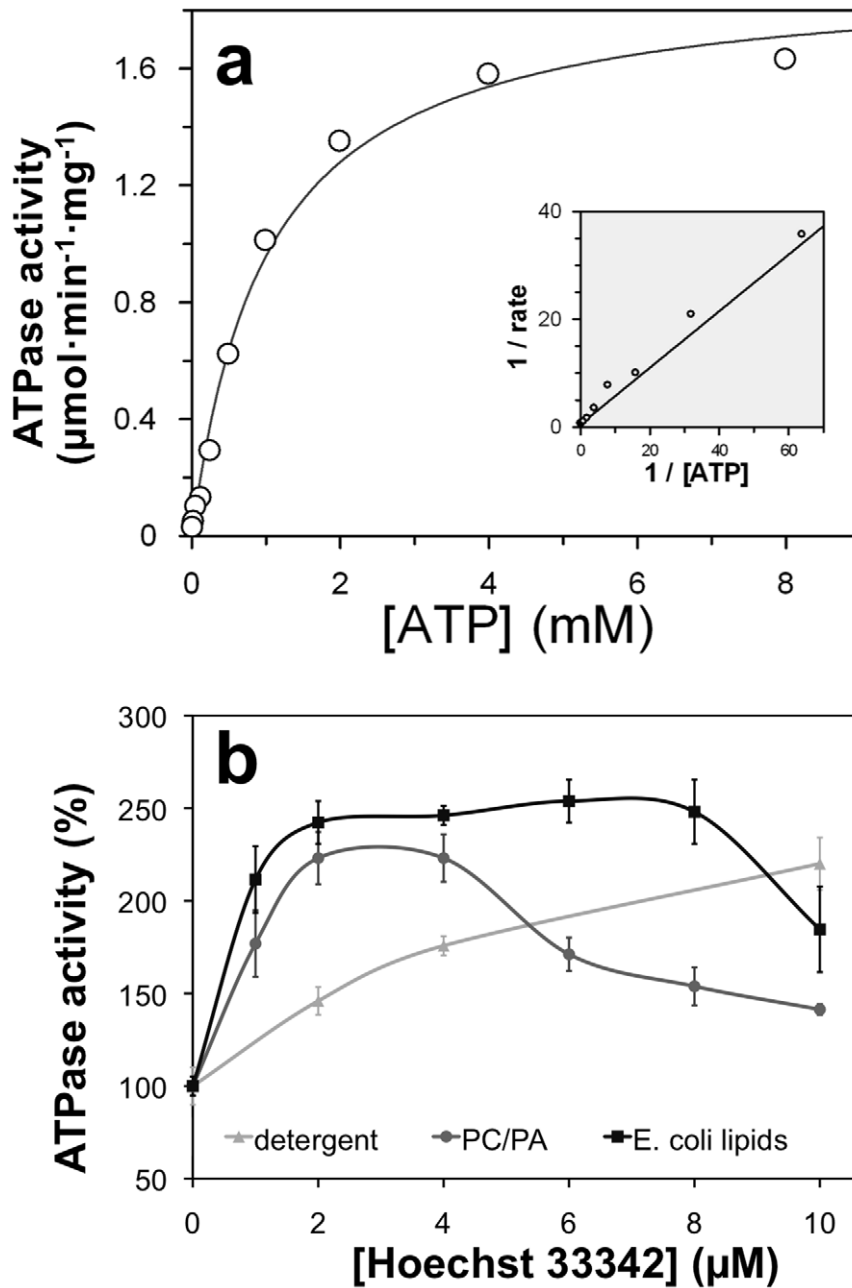 a
ATPase activity
(µmol·min⁻¹·mg⁻¹)
1.6
1.2
0.8
0.4
0
0 2 4 6 8
[ATP] (mM)
40
20
0
1 / rate
0 20 40 60
1 / [ATP]
b
ATPase activity (%)
300
250
200
150
100
50
detergent PC/PA E. coli lipids
0 2 4 6 8 10
[Hoechst 33342] (µM)